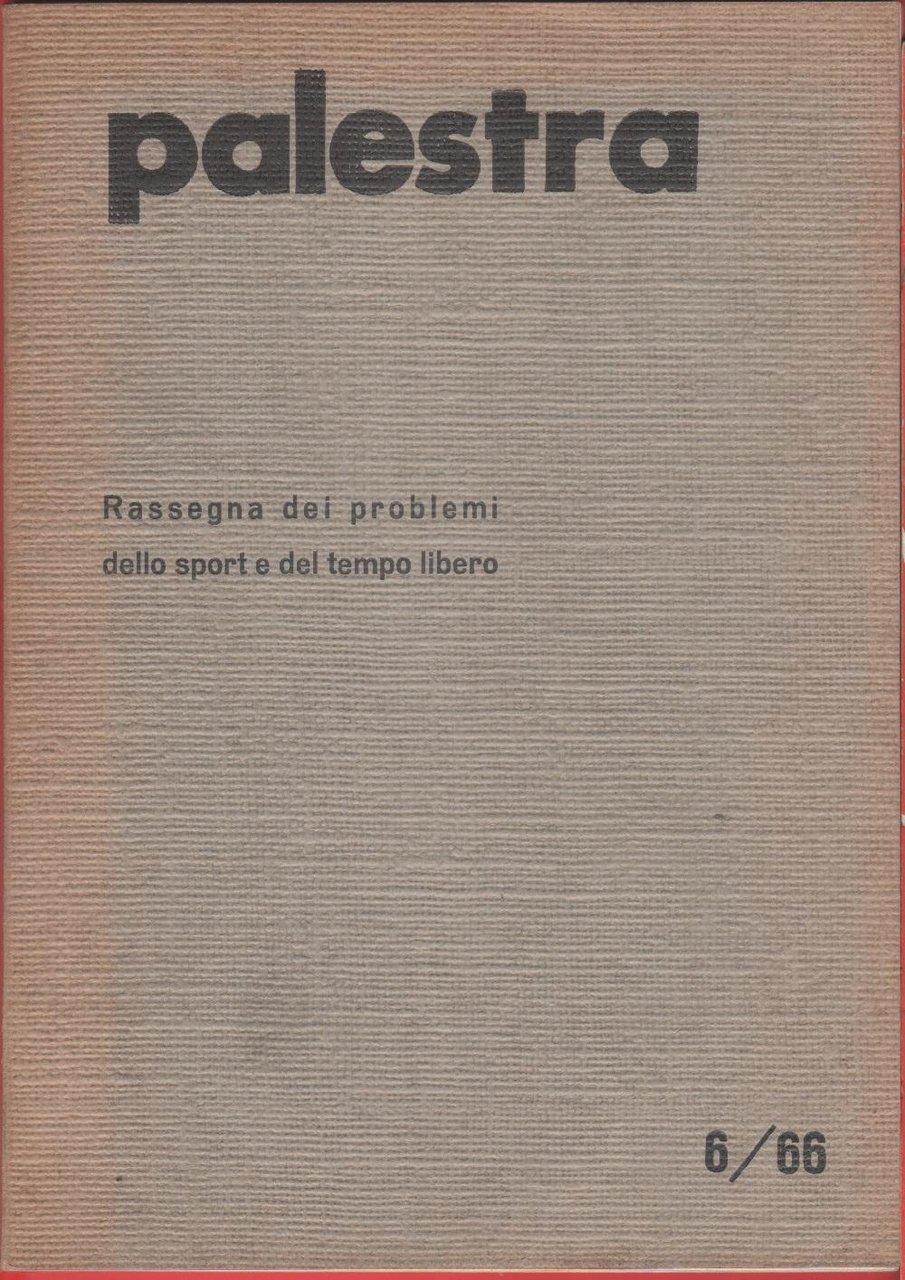 palestra
Rassegna dei problemi
dello sport e del tempo libero
6/66